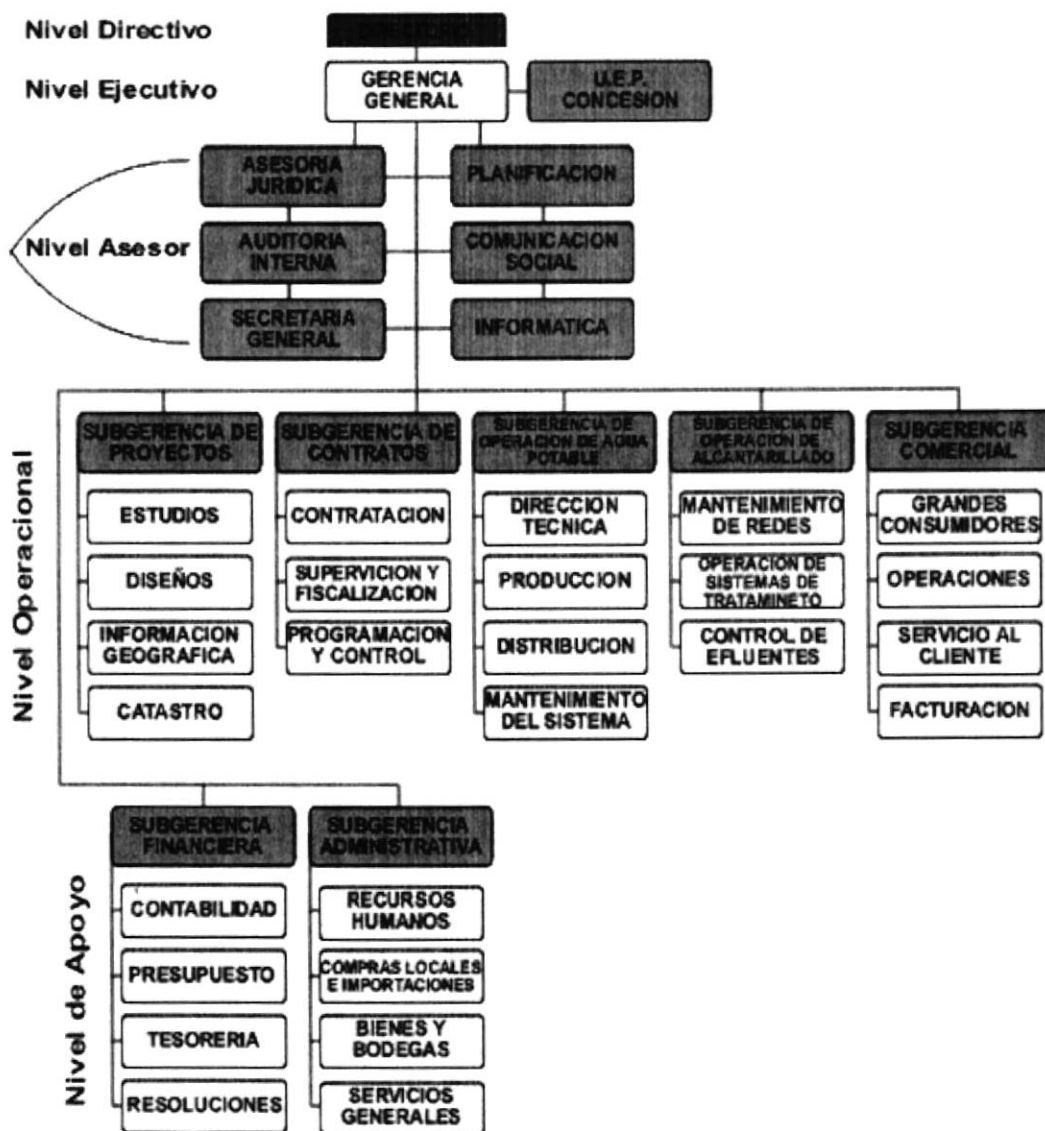 Nivel Directivo
DIRECTORIO
Nivel Ejecutivo
GERENCIA
GENERAL
U.E.P.
CONCESION
Nivel Asesor
ASESORIA
JURIDICA
PLANIFICACION
AUDITORIA
INTERNA
COMUNICACION
SOCIAL
SECRETARIA
GENERAL
INFORMATICA
Nivel Operacional
SUBGERENCIA DE
PROYECTOS
ESTUDIOS
DISEÑOS
INFORMACION
GEOGRAFICA
CATASTRO
SUBGERENCIA DE
CONTRATOS
CONTRATACION
SUPERVICION Y
FISCALIZACION
PROGRAMACION
Y CONTROL
SUBGERENCIA DE
OPERACION DE AGUA
POTABLE
DIRECCION
TECNICA
PRODUCCION
DISTRIBUCION
MANTENIMIENTO
DEL SISTEMA
SUBGERENCIA DE
OPERACIÓN DE
ALCANTARILLADO
MANTENIMIENTO
DE REDES
OPERACIÓN DE
SISTEMAS DE
TRATAMINETO
CONTROL DE
EFLUENTES
SUBGERENCIA
COMERCIAL
GRANDES
CONSUMIDORES
OPERACIONES
SERVICIO AL
CLIENTE
FACTURACION
Nivel de Apoyo
SUBGERENCIA
FINANCIERA
CONTABILIDAD
PRESUPUESTO
TESORERIA
RESOLUCIONES
SUBGERENCIA
ADMINISTRATIVA
RECURSOS
HUMANOS
COMPRAS LOCALES
E IMPORTACIONES
BIENES Y
BODEGAS
SERVICIOS
GENERALES